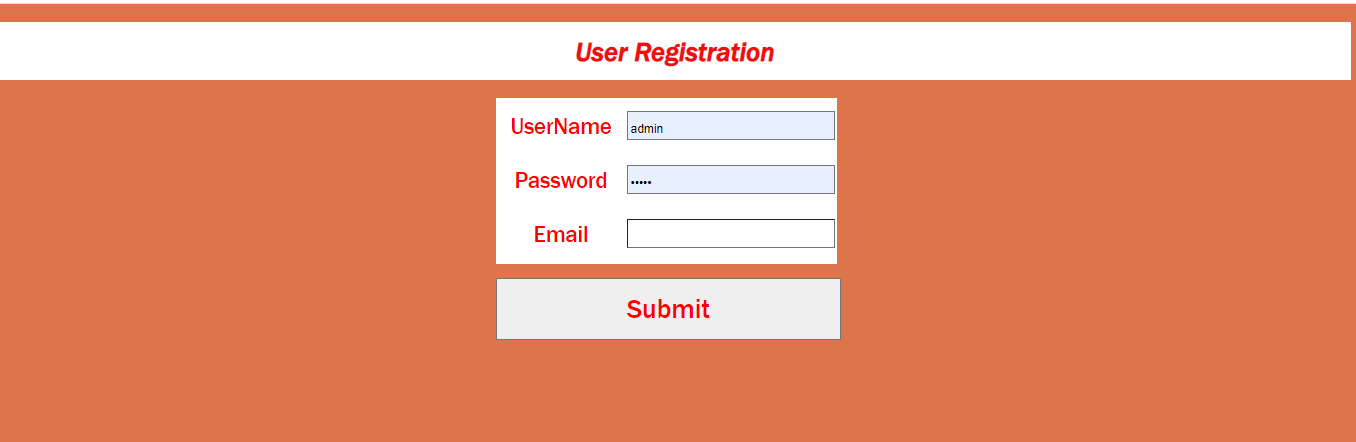 User Registration
UserName admin
Password •••••
Email
Submit